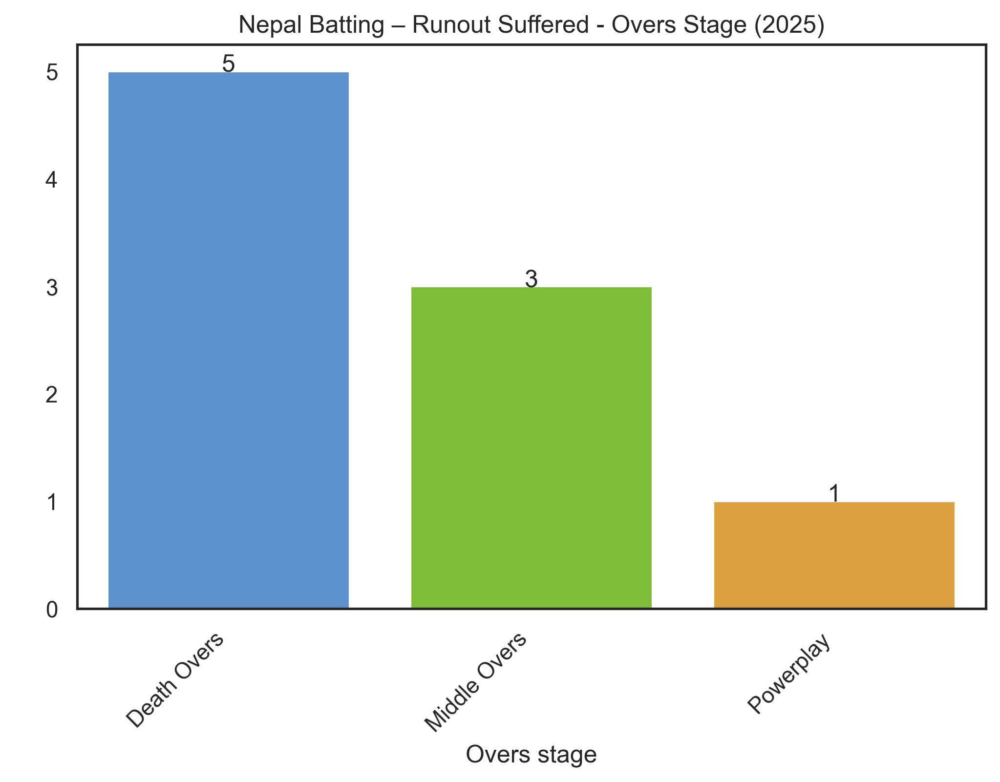 Nepal Batting – Runout Suffered - Overs Stage (2025)
5
4
3
2
1
0
5
3
1
Death Overs
Middle Overs
Powerplay
Overs stage